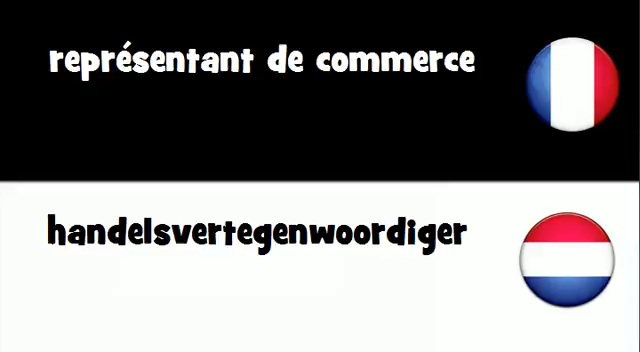 représentant de commerce
handelsvertegenwoordiger